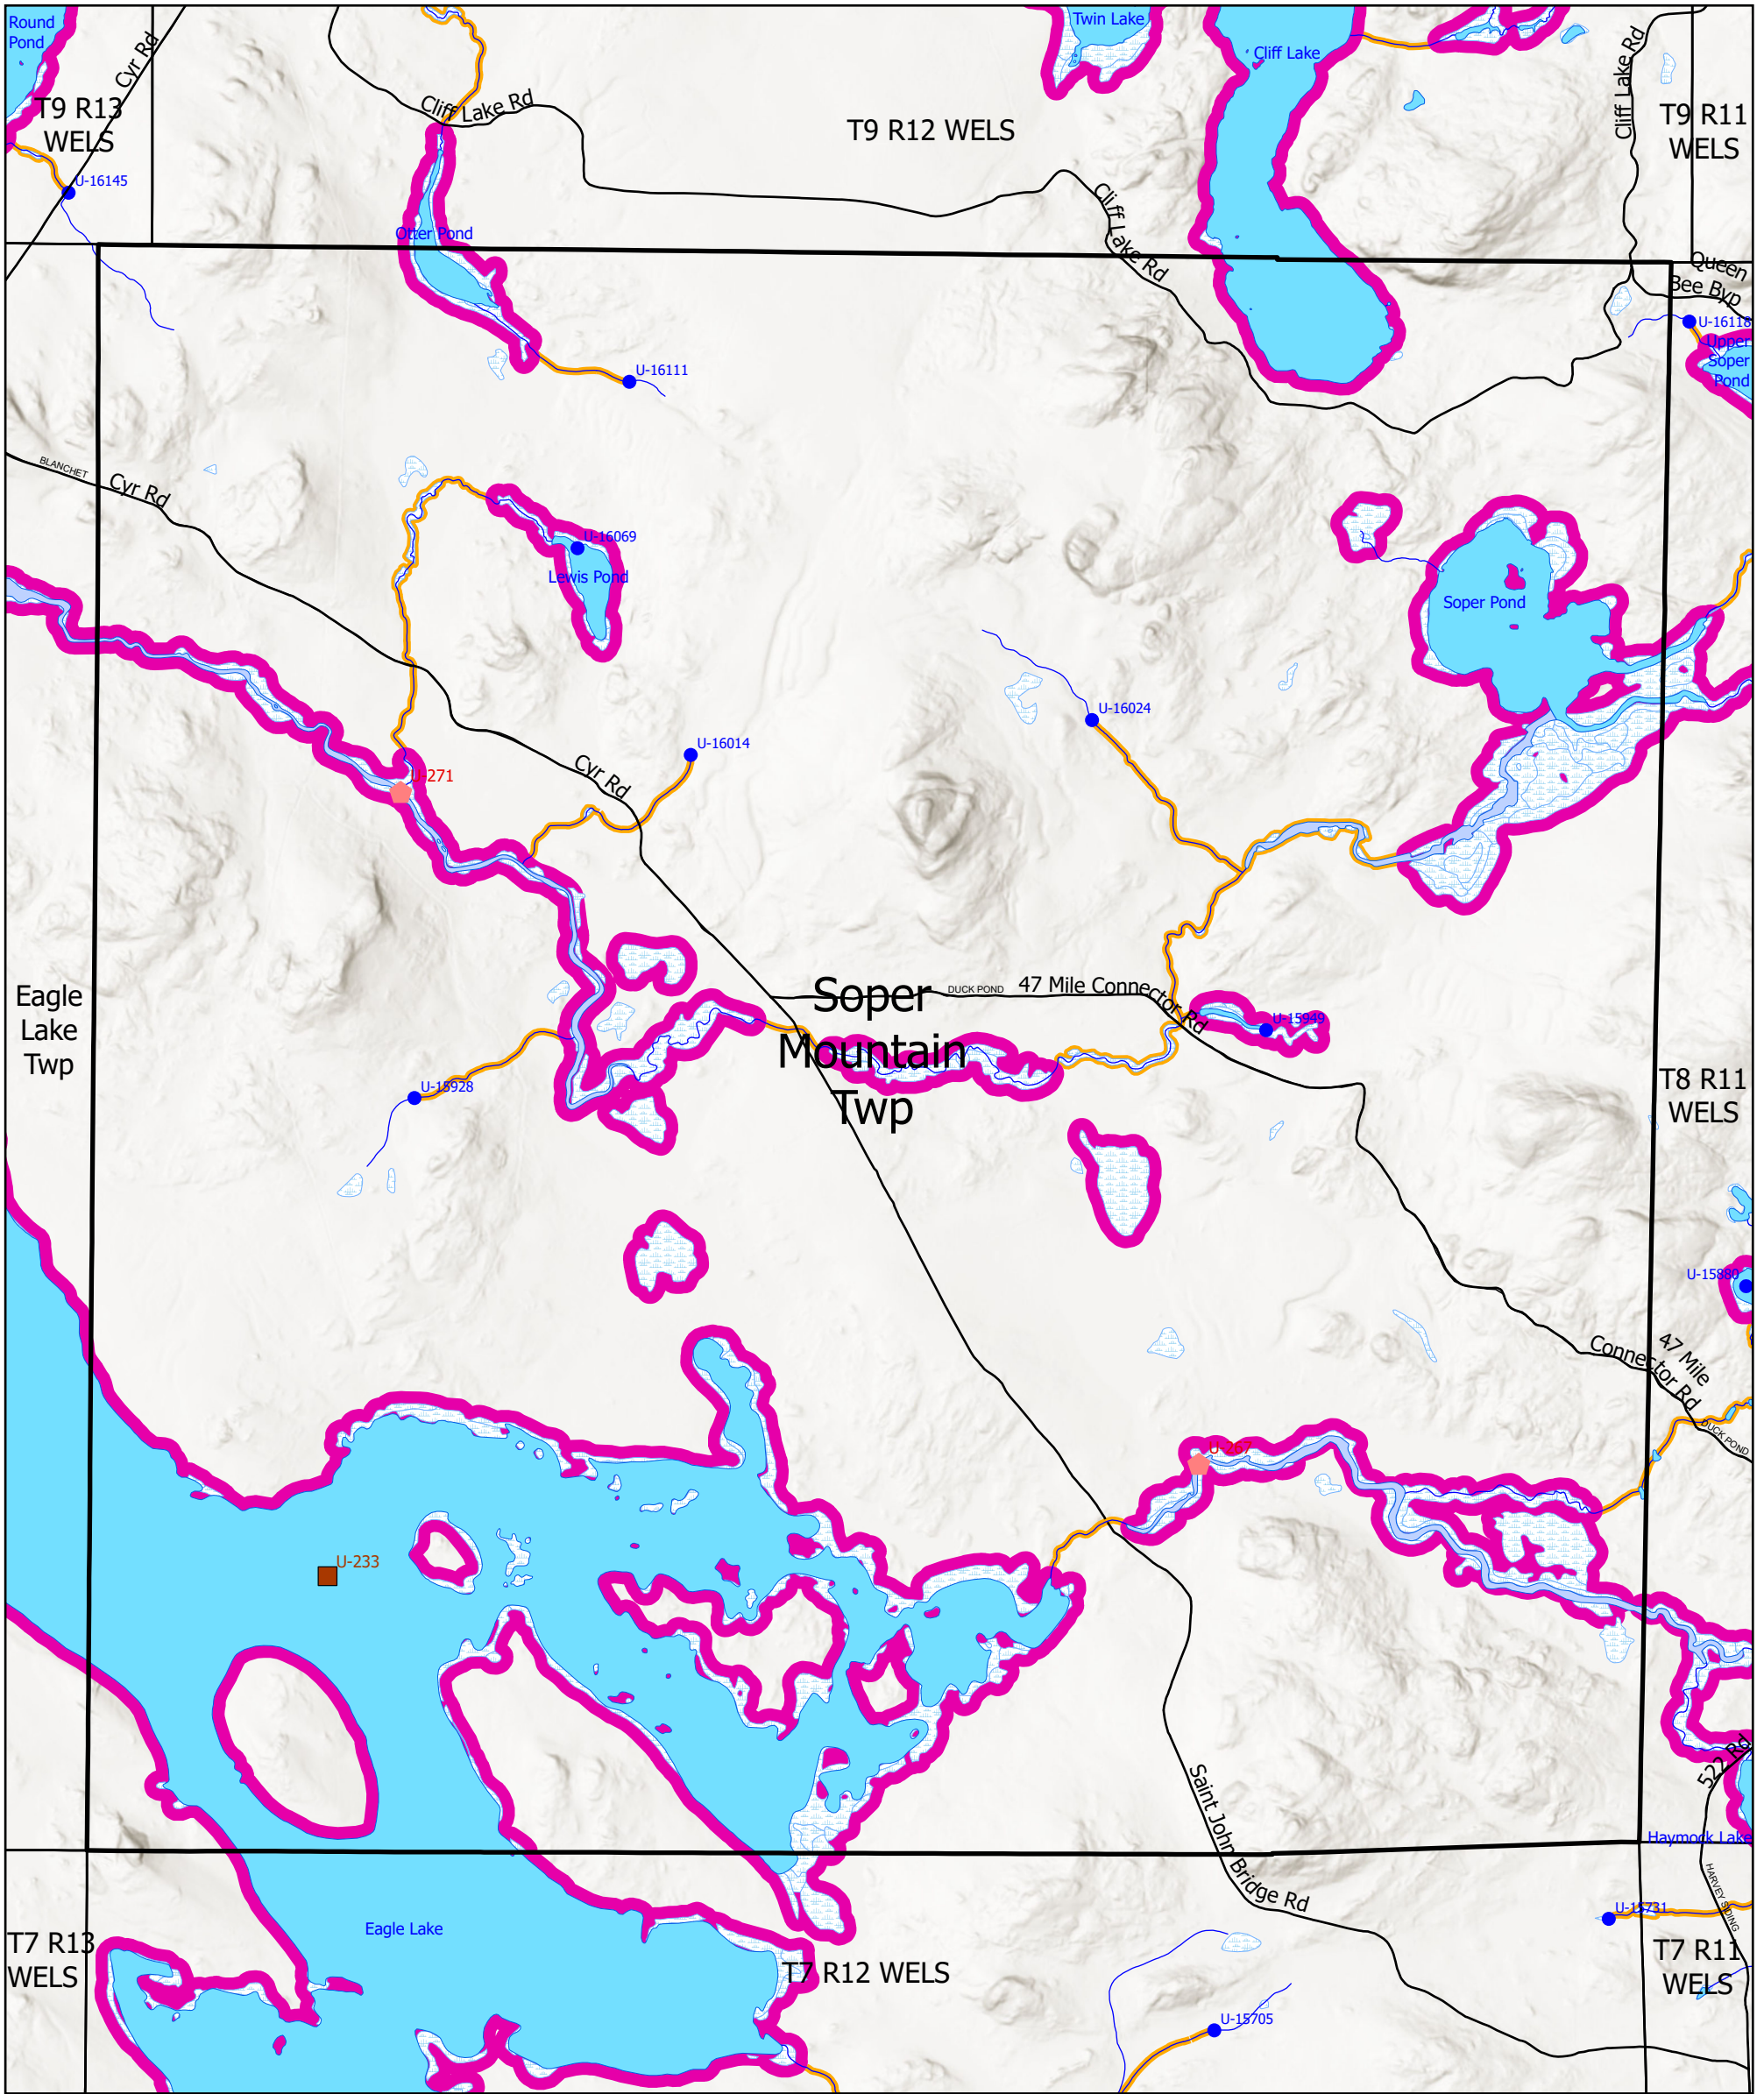 Round
Pond
Cyr Rd
Twin Lake
Cliff Lake
Cliff Lake Rd
T9 R13
WELS
Cliff Lake Rd
T9 R12 WELS
T9 R11
WELS
U-16145
Cliff Lake Rd
Otter Pond
Queen
Bee Byp
U-16118
Upper
Soper
Pond
U-16111
BLANCHET
Cyr Rd
U-16069
Lewis Pond
Soper Pond
U-16024
U-16014
U-271
Cyr Rd
Eagle
Lake
Twp
Soper
Mountain
Twp
DUCK POND
47 Mile Connector
Rd
U-15949
U-15928
T8 R11
WELS
U-15880
47 Mile
Connector Rd
DUCK POND
U-267
U-233
522 Rd
Saint John Bridge Rd
Haymock Lake
HARVEY SIDING
U-15731
Eagle Lake
T7 R13
WELS
T7 R12 WELS
T7 R11
WELS
U-15705